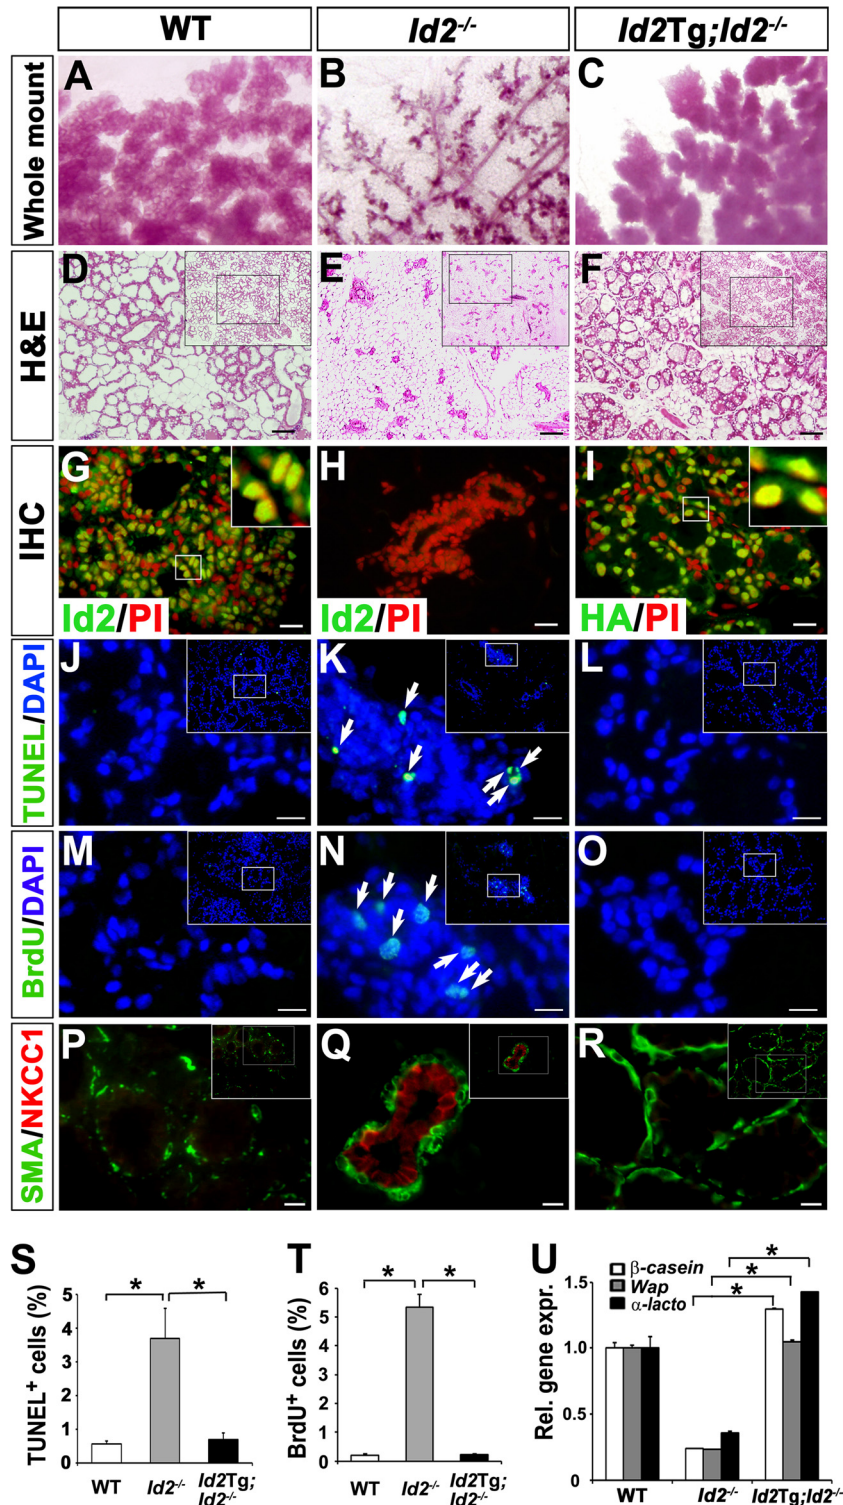 WT Id2-/- Id2Tg;Id2-/-
Whole mount
A B C
H&E
D E F
IHC
G H I
Id2/PI Id2/PI HA/PI
TUNEL/DAPI
J K L
BrdU/DAPI
M N O
SMA/NKCC1
P Q R
S
TUNEL+ cells (%)
5
4
3
2
1
0
* *
WT Id2-/- Id2Tg;
Id2-/-
T
BrdU+ cells (%)
6
5
4
3
2
1
0
* *
WT Id2-/- Id2Tg;
Id2-/-
U
Rel. gene expr.
β-casein
Wap
α-lacto
1.5
1.0
0.5
0
*
*
*
WT Id2-/- Id2Tg;Id2-/-